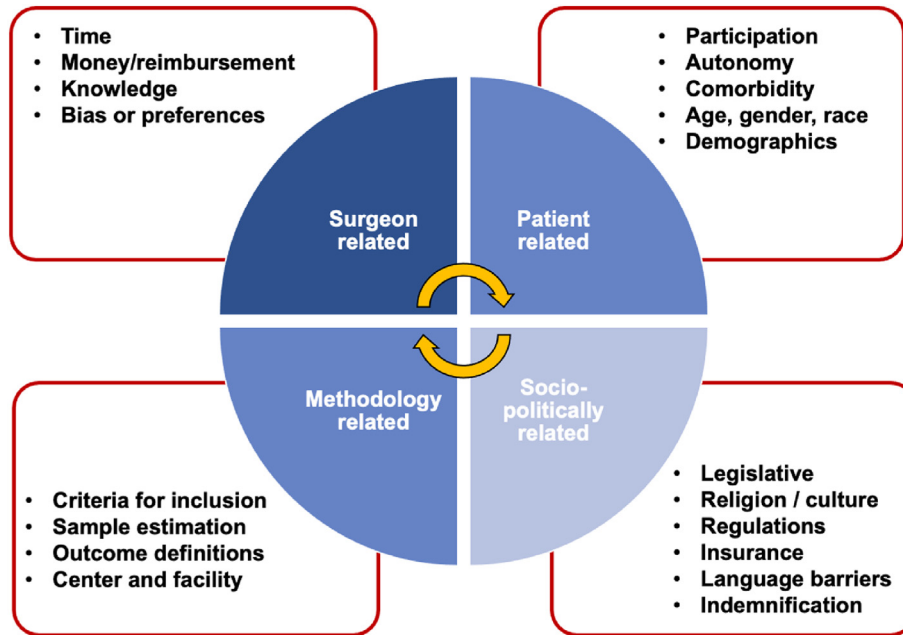 • Time
• Money/reimbursement
• Knowledge
• Bias or preferences
• Participation
• Autonomy
• Comorbidity
• Age, gender, race
• Demographics
Surgeon
related
Patient
related
Methodology
related
Socio-
politically
related
• Criteria for inclusion
• Sample estimation
• Outcome definitions
• Center and facility
• Legislative
• Religion / culture
• Regulations
• Insurance
• Language barriers
• Indemnification